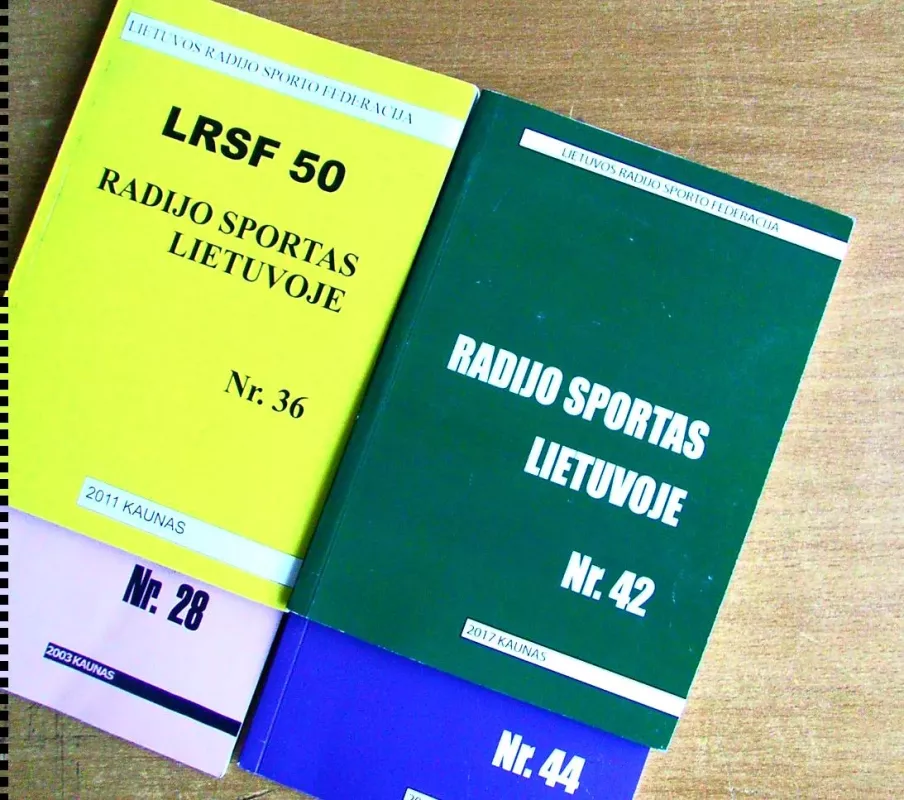 LIETUVOS RADIJO SPORTO FEDERACIJA
LRSF 50
RADIJO SPORTAS
LIETUVOJE
Nr. 36
2011 KAUNAS
LIETUVOS RADIJO SPORTO FEDERACIJA
RADIJO SPORTAS
LIETUVOJE
Nr. 42
2017 KAUNAS
Nr. 28
2003 KAUNAS
Nr. 44